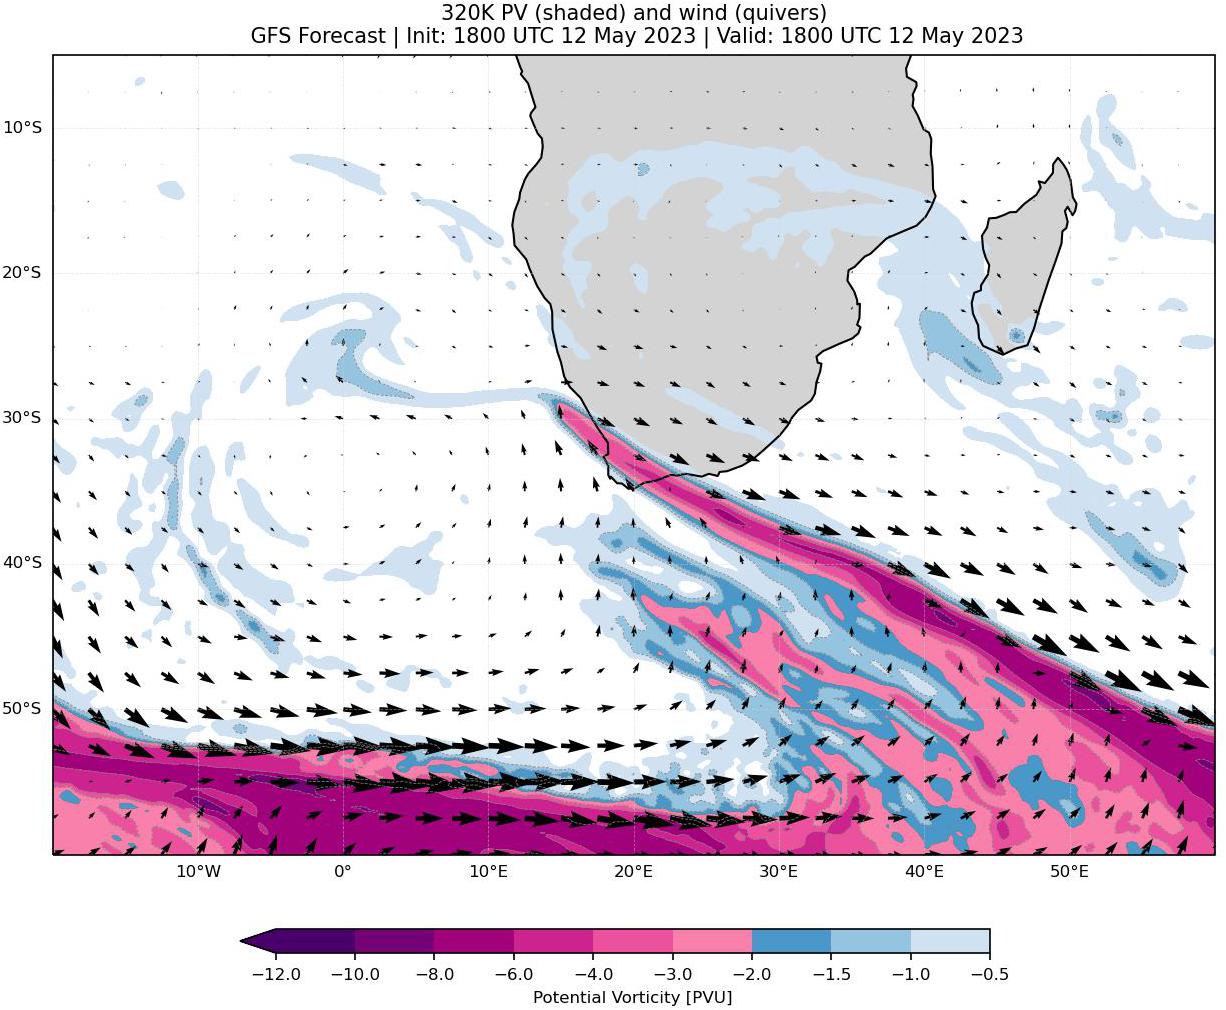 320K PV (shaded) and wind (quivers)
GFS Forecast | Init: 1800 UTC 12 May 2023 | Valid: 1800 UTC 12 May 2023
10°S
20°S
30°S
40°S
50°S
10°W 0° 10°E 20°E 30°E 40°E 50°E
−12.0 −10.0 −8.0 −6.0 −4.0 −3.0 −2.0 −1.5 −1.0 −0.5
Potential Vorticity [PVU]